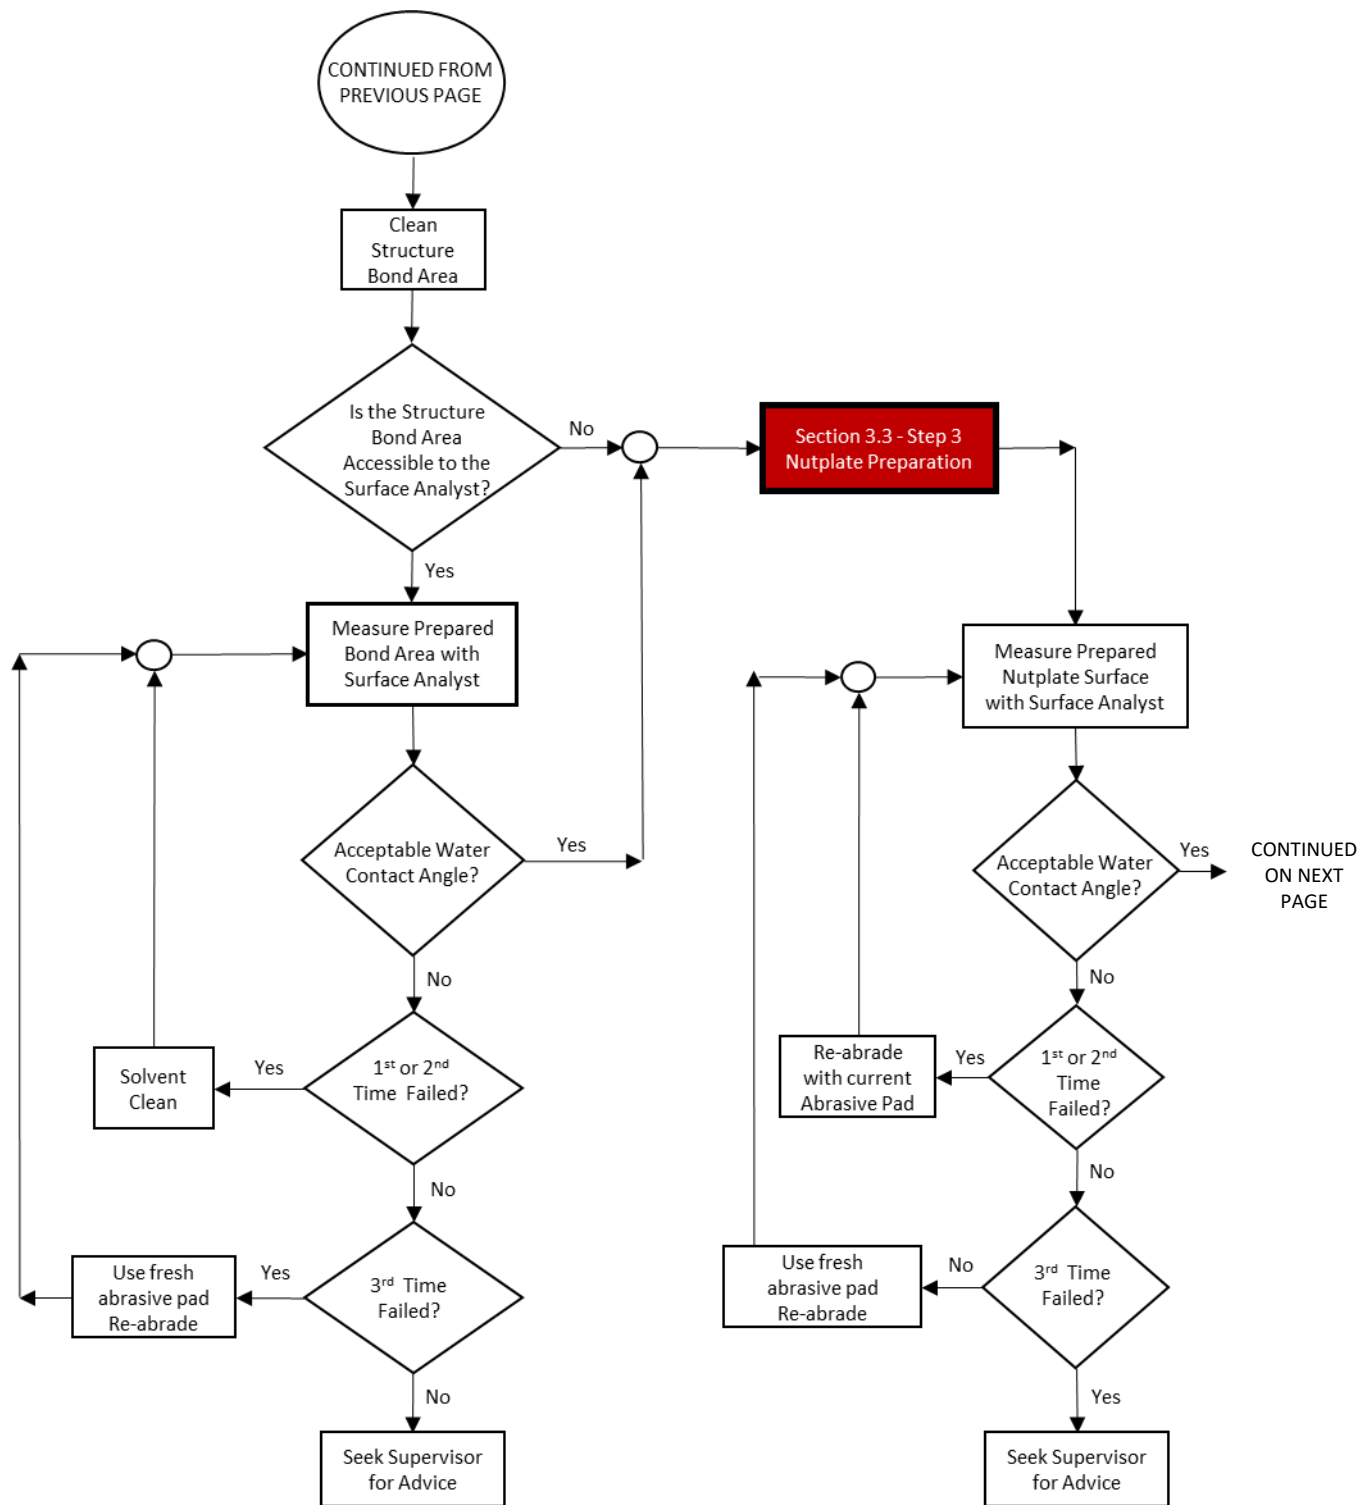 CONTINUED FROM
PREVIOUS PAGE
Clean
Structure
Bond Area
Is the Structure
Bond Area
Accessible to the
Surface Analyst?
No
Yes
Section 3.3 - Step 3
Nutplate Preparation
Measure Prepared
Bond Area with
Surface Analyst
Acceptable Water
Contact Angle?
Yes
No
1st or 2nd
Time Failed?
Yes
Solvent
Clean
No
3rd Time
Failed?
Yes
Use fresh
abrasive pad
Re-abrade
No
Seek Supervisor
for Advice
Measure Prepared
Nutplate Surface
with Surface Analyst
Acceptable Water
Contact Angle?
Yes
CONTINUED
ON NEXT
PAGE
No
1st or 2nd
Time
Failed?
Yes
Re-abrade
with current
Abrasive Pad
No
3rd Time
Failed?
No
Use fresh
abrasive pad
Re-abrade
Yes
Seek Supervisor
for Advice